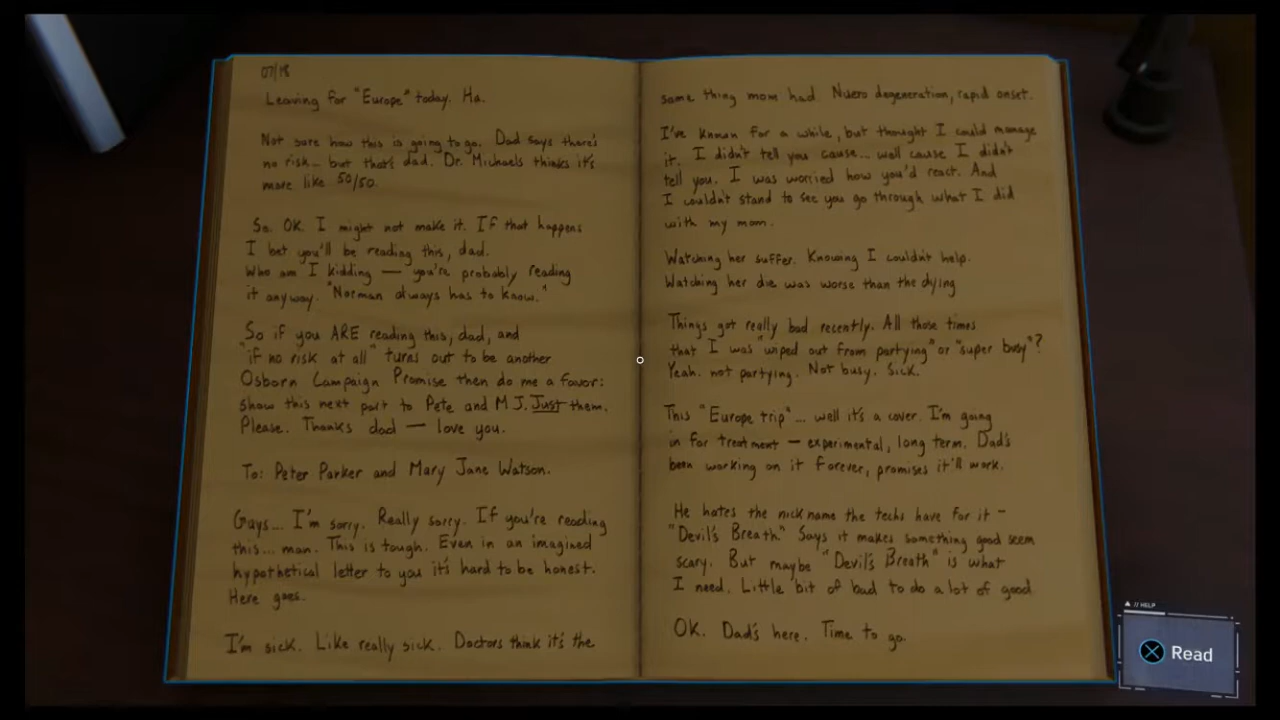 07/18
Leaving for "Europe" today. Ha.
Not sure how this is going to go. Dad says there's
no risk – but that's dad. Dr. Michaels thinks it's
more like 50/50.
So. OK. I might not make it. If that happens
I bet you'll be reading this, dad.
Who am I kidding — you're probably reading
it anyway. "Norman always has to know."
So if you ARE reading this, dad, and
"if no risk at all" turns out to be another
Osborn Campaign Promise then do me a favor:
show this next part to Pete and M.J. Just them.
Please. Thanks dad — love you.
To: Peter Parker and Mary Jane Watson.
Guys... I'm sorry. Really sorry. If you're reading
this... man. This is tough. Even in an imagined
hypothetical letter to you it's hard to be honest.
Here goes.
I'm sick. Like really sick. Doctors think it's the
same thing mom had. Nuero degeneration, rapid onset.
I've known for a while, but thought I could manage
it. I didn't tell you cause... well cause I didn't
tell you. I was worried how you'd react. And
I couldn't stand to see you go through what I did
with my mom.
Watching her suffer. Knowing I couldn't help.
Watching her die was worse than the dying
Things got really bad recently. All those times
that I was "wiped out from partying" or "super busy"?
Yeah. not partying. Not busy. Sick.
This "Europe trip"... well it's a cover. I'm going
in for treatment — experimental, long term. Dad's
been working on it forever, promises it'll work.
He hates the nickname the techs have for it –
"Devil's Breath" Says it makes something good seem
scary. But maybe "Devil's Breath" is what
I need. Little bit of bad to do a lot of good
OK. Dad's here. Time to go.
// HELP
Read